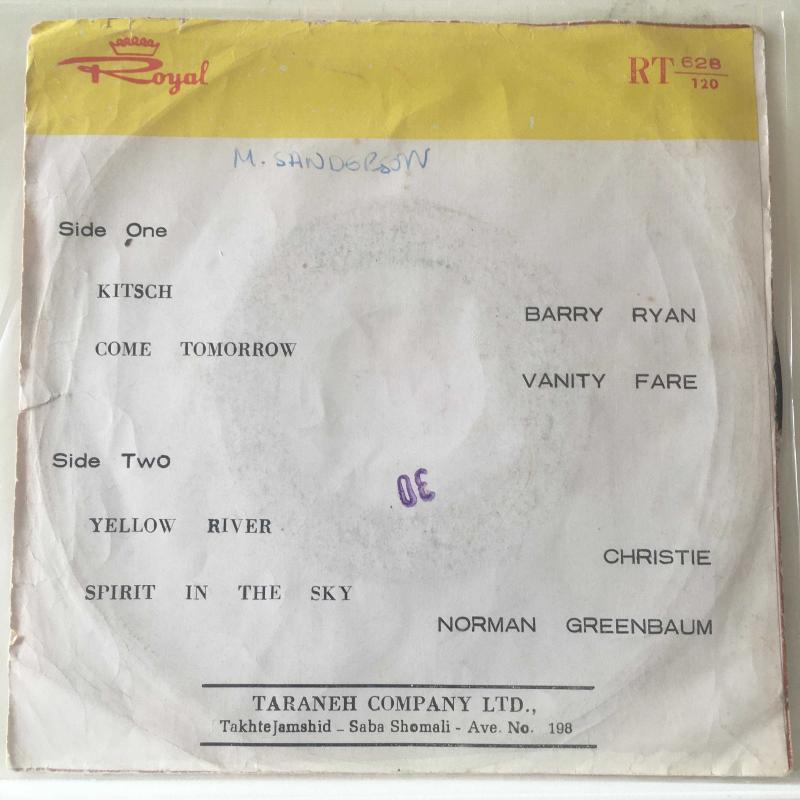 Royal
RT 628
120
M. SANDERSON
Side One
KITSCH
BARRY RYAN
COME TOMORROW
VANITY FARE
Side Two
30
YELLOW RIVER
CHRISTIE
SPIRIT IN THE SKY
NORMAN GREENBAUM
TARANEH COMPANY LTD.,
TakhteJamshid - Saba Shomali - Ave. No. 198